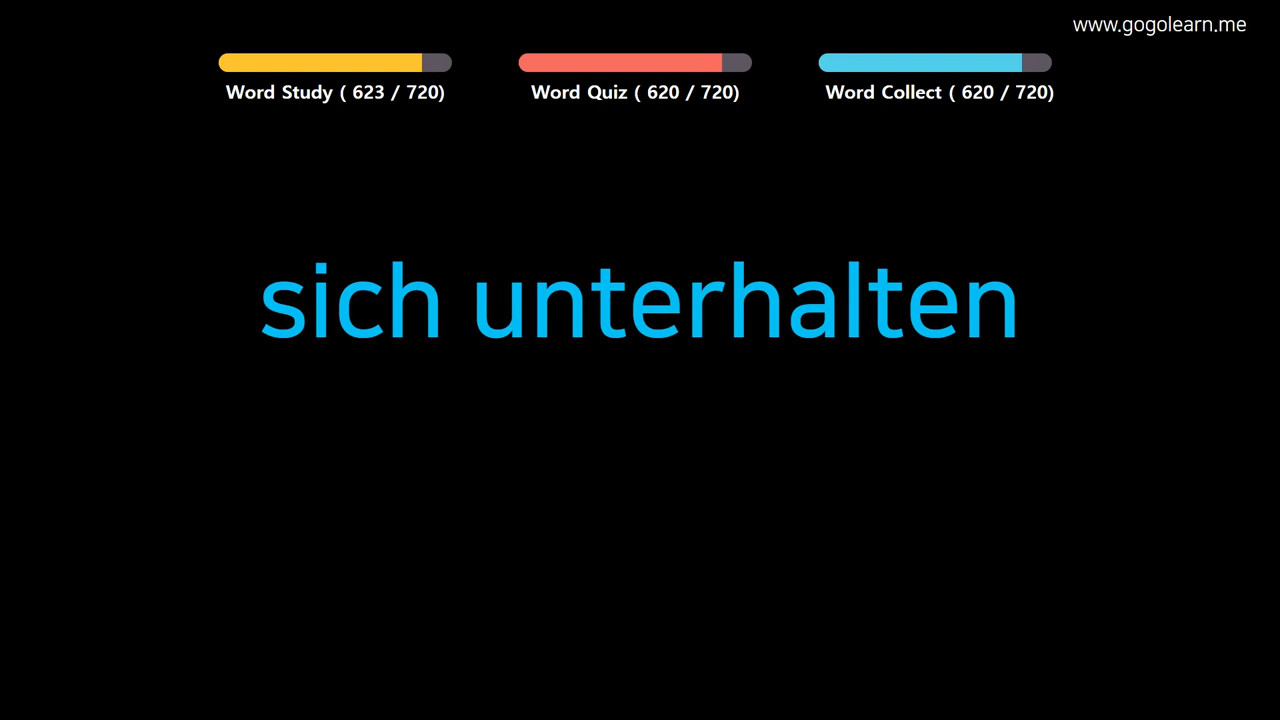 www.gogolearn.me
Word Study ( 623 / 720)
Word Quiz ( 620 / 720)
Word Collect ( 620 / 720)
sich unterhalten